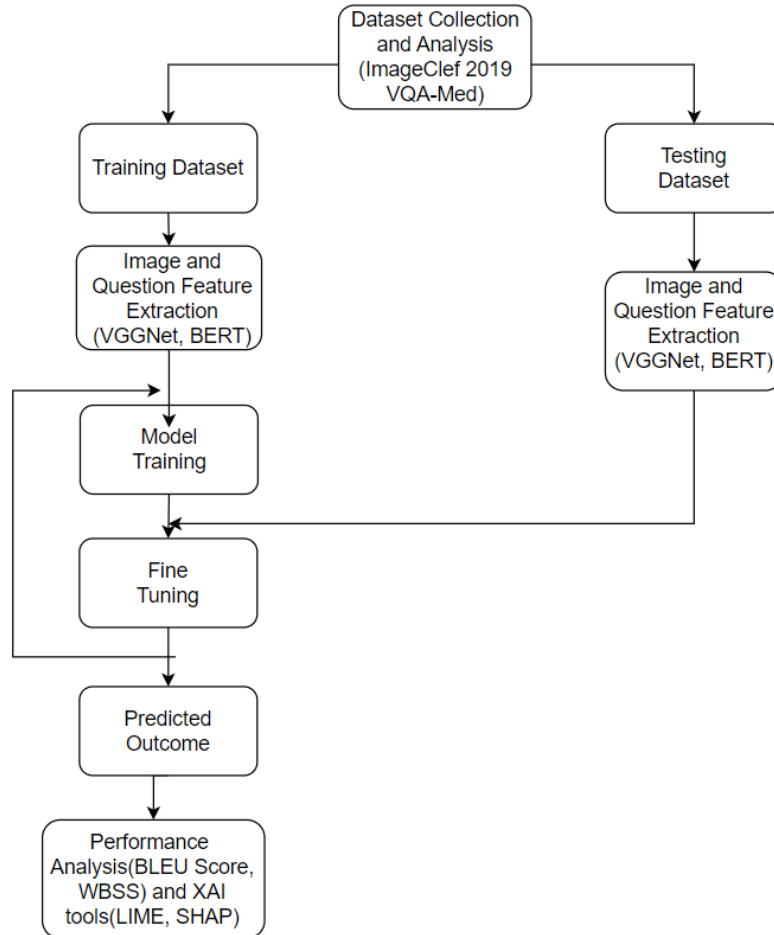 Dataset Collection
and Analysis
(ImageClef 2019
VQA-Med)
Training Dataset
Testing
Dataset
Image and
Question Feature
Extraction
(VGGNet, BERT)
Image and
Question Feature
Extraction
(VGGNet, BERT)
Model
Training
Fine
Tuning
Predicted
Outcome
Performance
Analysis(BLEU Score,
WBSS) and XAI
tools(LIME, SHAP)